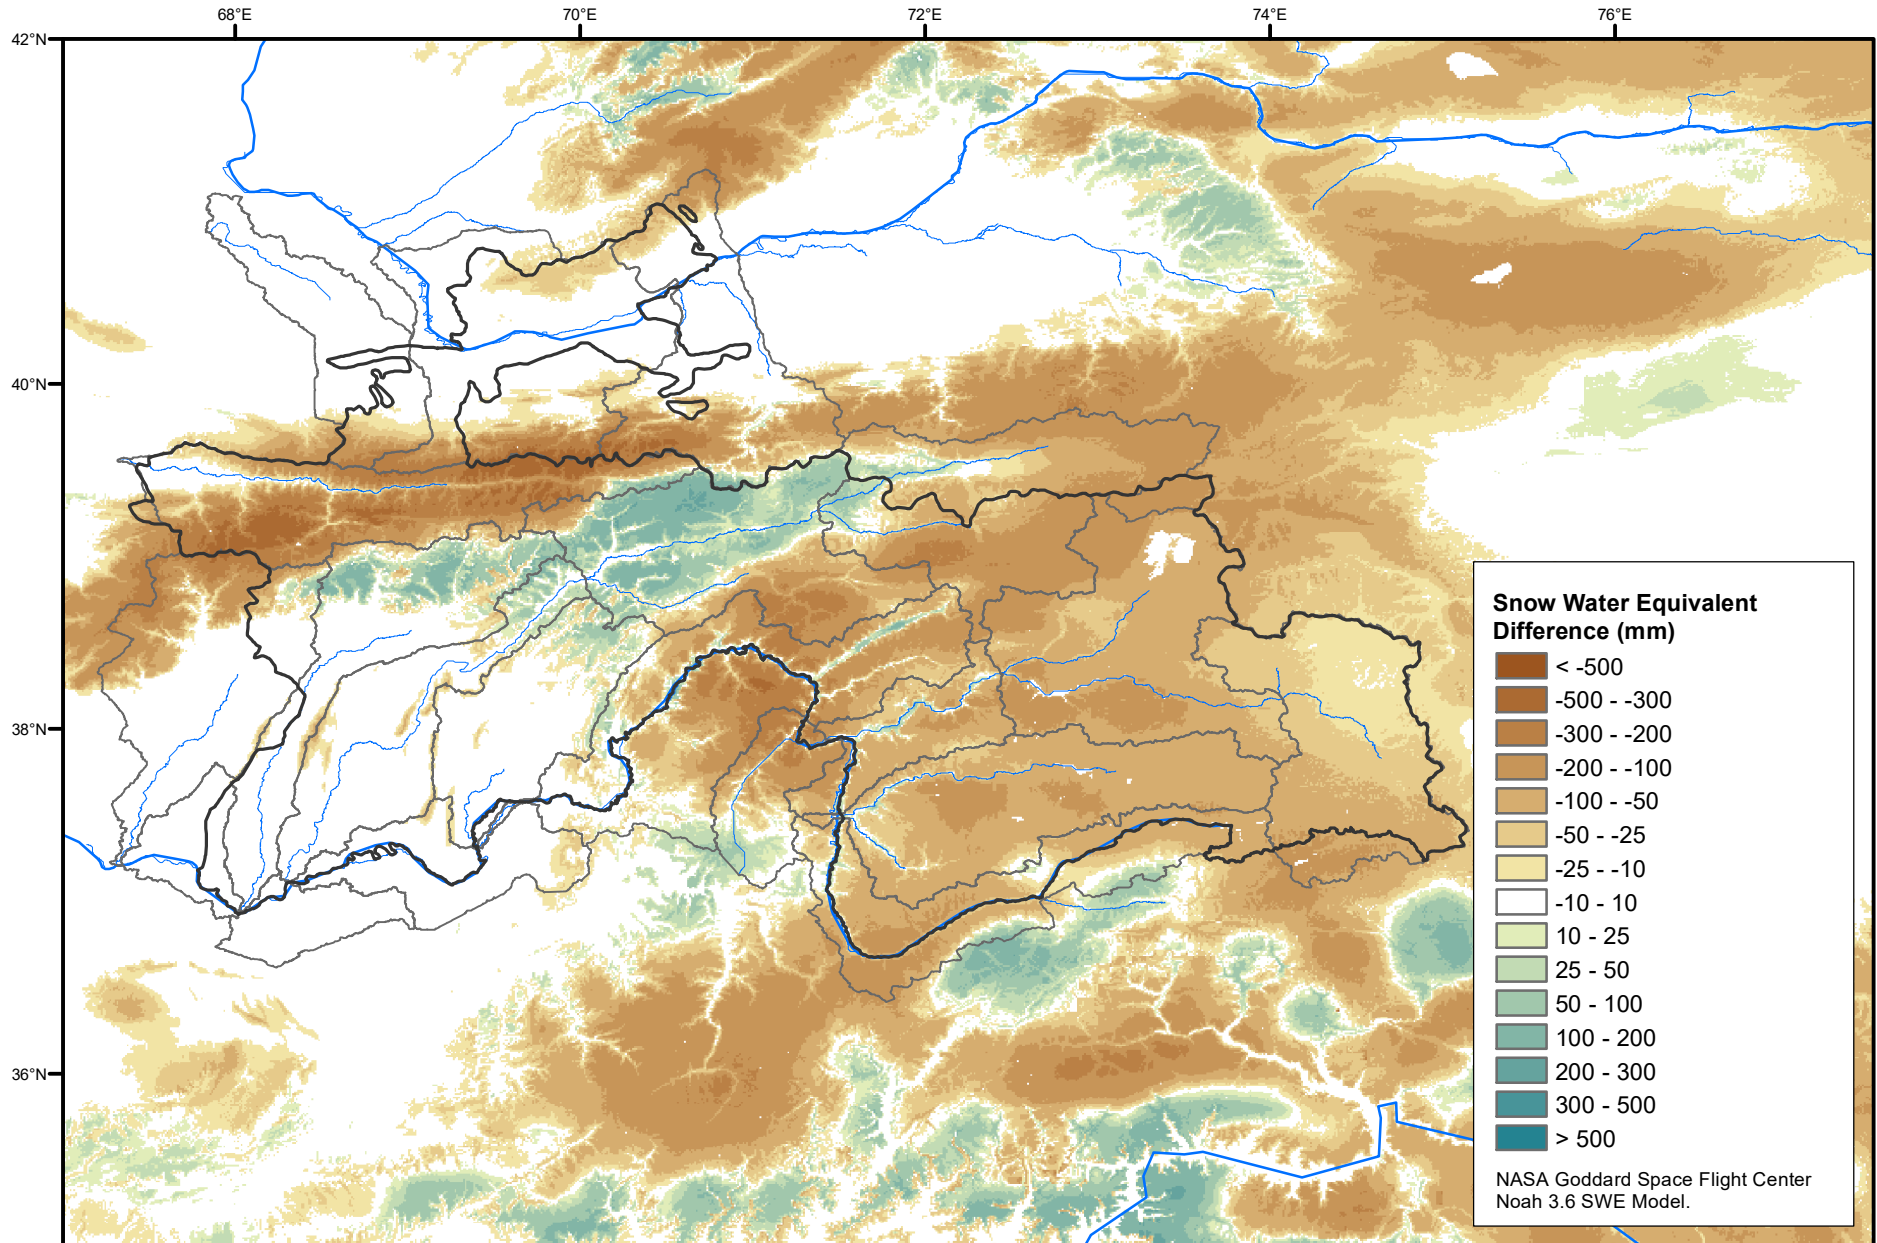 68°E 70°E 72°E 74°E 76°E
42°N
40°N
38°N
36°N
Snow Water Equivalent
Difference (mm)
< -500
-500 - -300
-300 - -200
-200 - -100
-100 - -50
-50 - -25
-25 - -10
-10 - 10
10 - 25
25 - 50
50 - 100
100 - 200
200 - 300
300 - 500
> 500
NASA Goddard Space Flight Center
Noah 3.6 SWE Model.